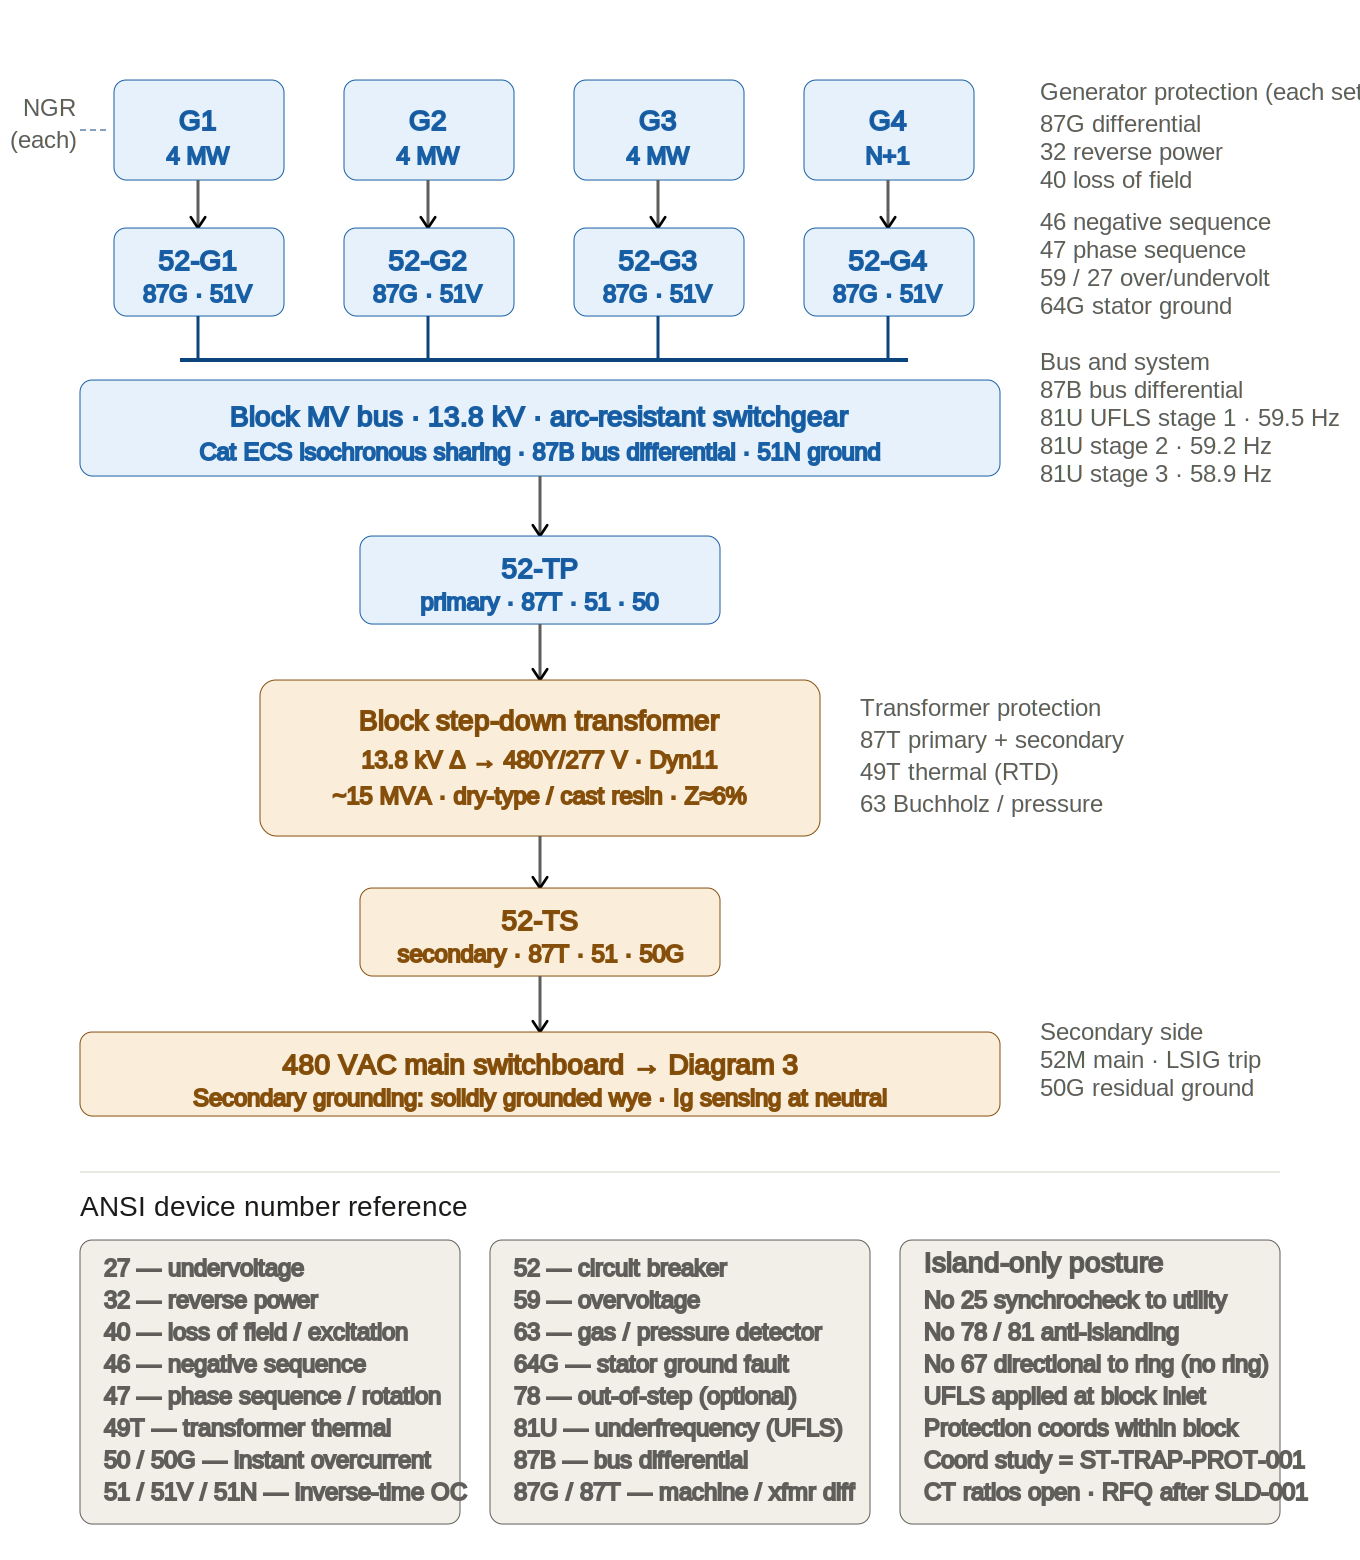 NGR
(each)
G1
4 MW
G2
4 MW
G3
4 MW
G4
N+1
52-G1
87G · 51V
52-G2
87G · 51V
52-G3
87G · 51V
52-G4
87G · 51V
Generator protection (each set
87G differential
32 reverse power
40 loss of field
46 negative sequence
47 phase sequence
59 / 27 over/undervolt
64G stator ground
Bus and system
87B bus differential
81U UFLS stage 1 · 59.5 Hz
81U stage 2 · 59.2 Hz
81U stage 3 · 58.9 Hz
Block MV bus · 13.8 kV · arc-resistant switchgear
Cat ECS isochronous sharing · 87B bus differential · 51N ground
52-TP
primary · 87T · 51 · 50
Block step-down transformer
13.8 kV Δ → 480Y/277 V · Dyn11
~15 MVA · dry-type / cast resin · Z≈6%
Transformer protection
87T primary + secondary
49T thermal (RTD)
63 Buchholz / pressure
52-TS
secondary · 87T · 51 · 50G
480 VAC main switchboard → Diagram 3
Secondary grounding: solidly grounded wye · Ig sensing at neutral
Secondary side
52M main · LSIG trip
50G residual ground
ANSI device number reference
27 — undervoltage
32 — reverse power
40 — loss of field / excitation
46 — negative sequence
47 — phase sequence / rotation
49T — transformer thermal
50 / 50G — instant overcurrent
51 / 51V / 51N — inverse-time OC
52 — circuit breaker
59 — overvoltage
63 — gas / pressure detector
64G — stator ground fault
78 — out-of-step (optional)
81U — underfrequency (UFLS)
87B — bus differential
87G / 87T — machine / xfmr diff
Island-only posture
No 25 synchrocheck to utility
No 78 / 81 anti-islanding
No 67 directional to ring (no ring)
UFLS applied at block inlet
Protection coords within block
Coord study = ST-TRAP-PROT-001
CT ratios open · RFQ after SLD-001